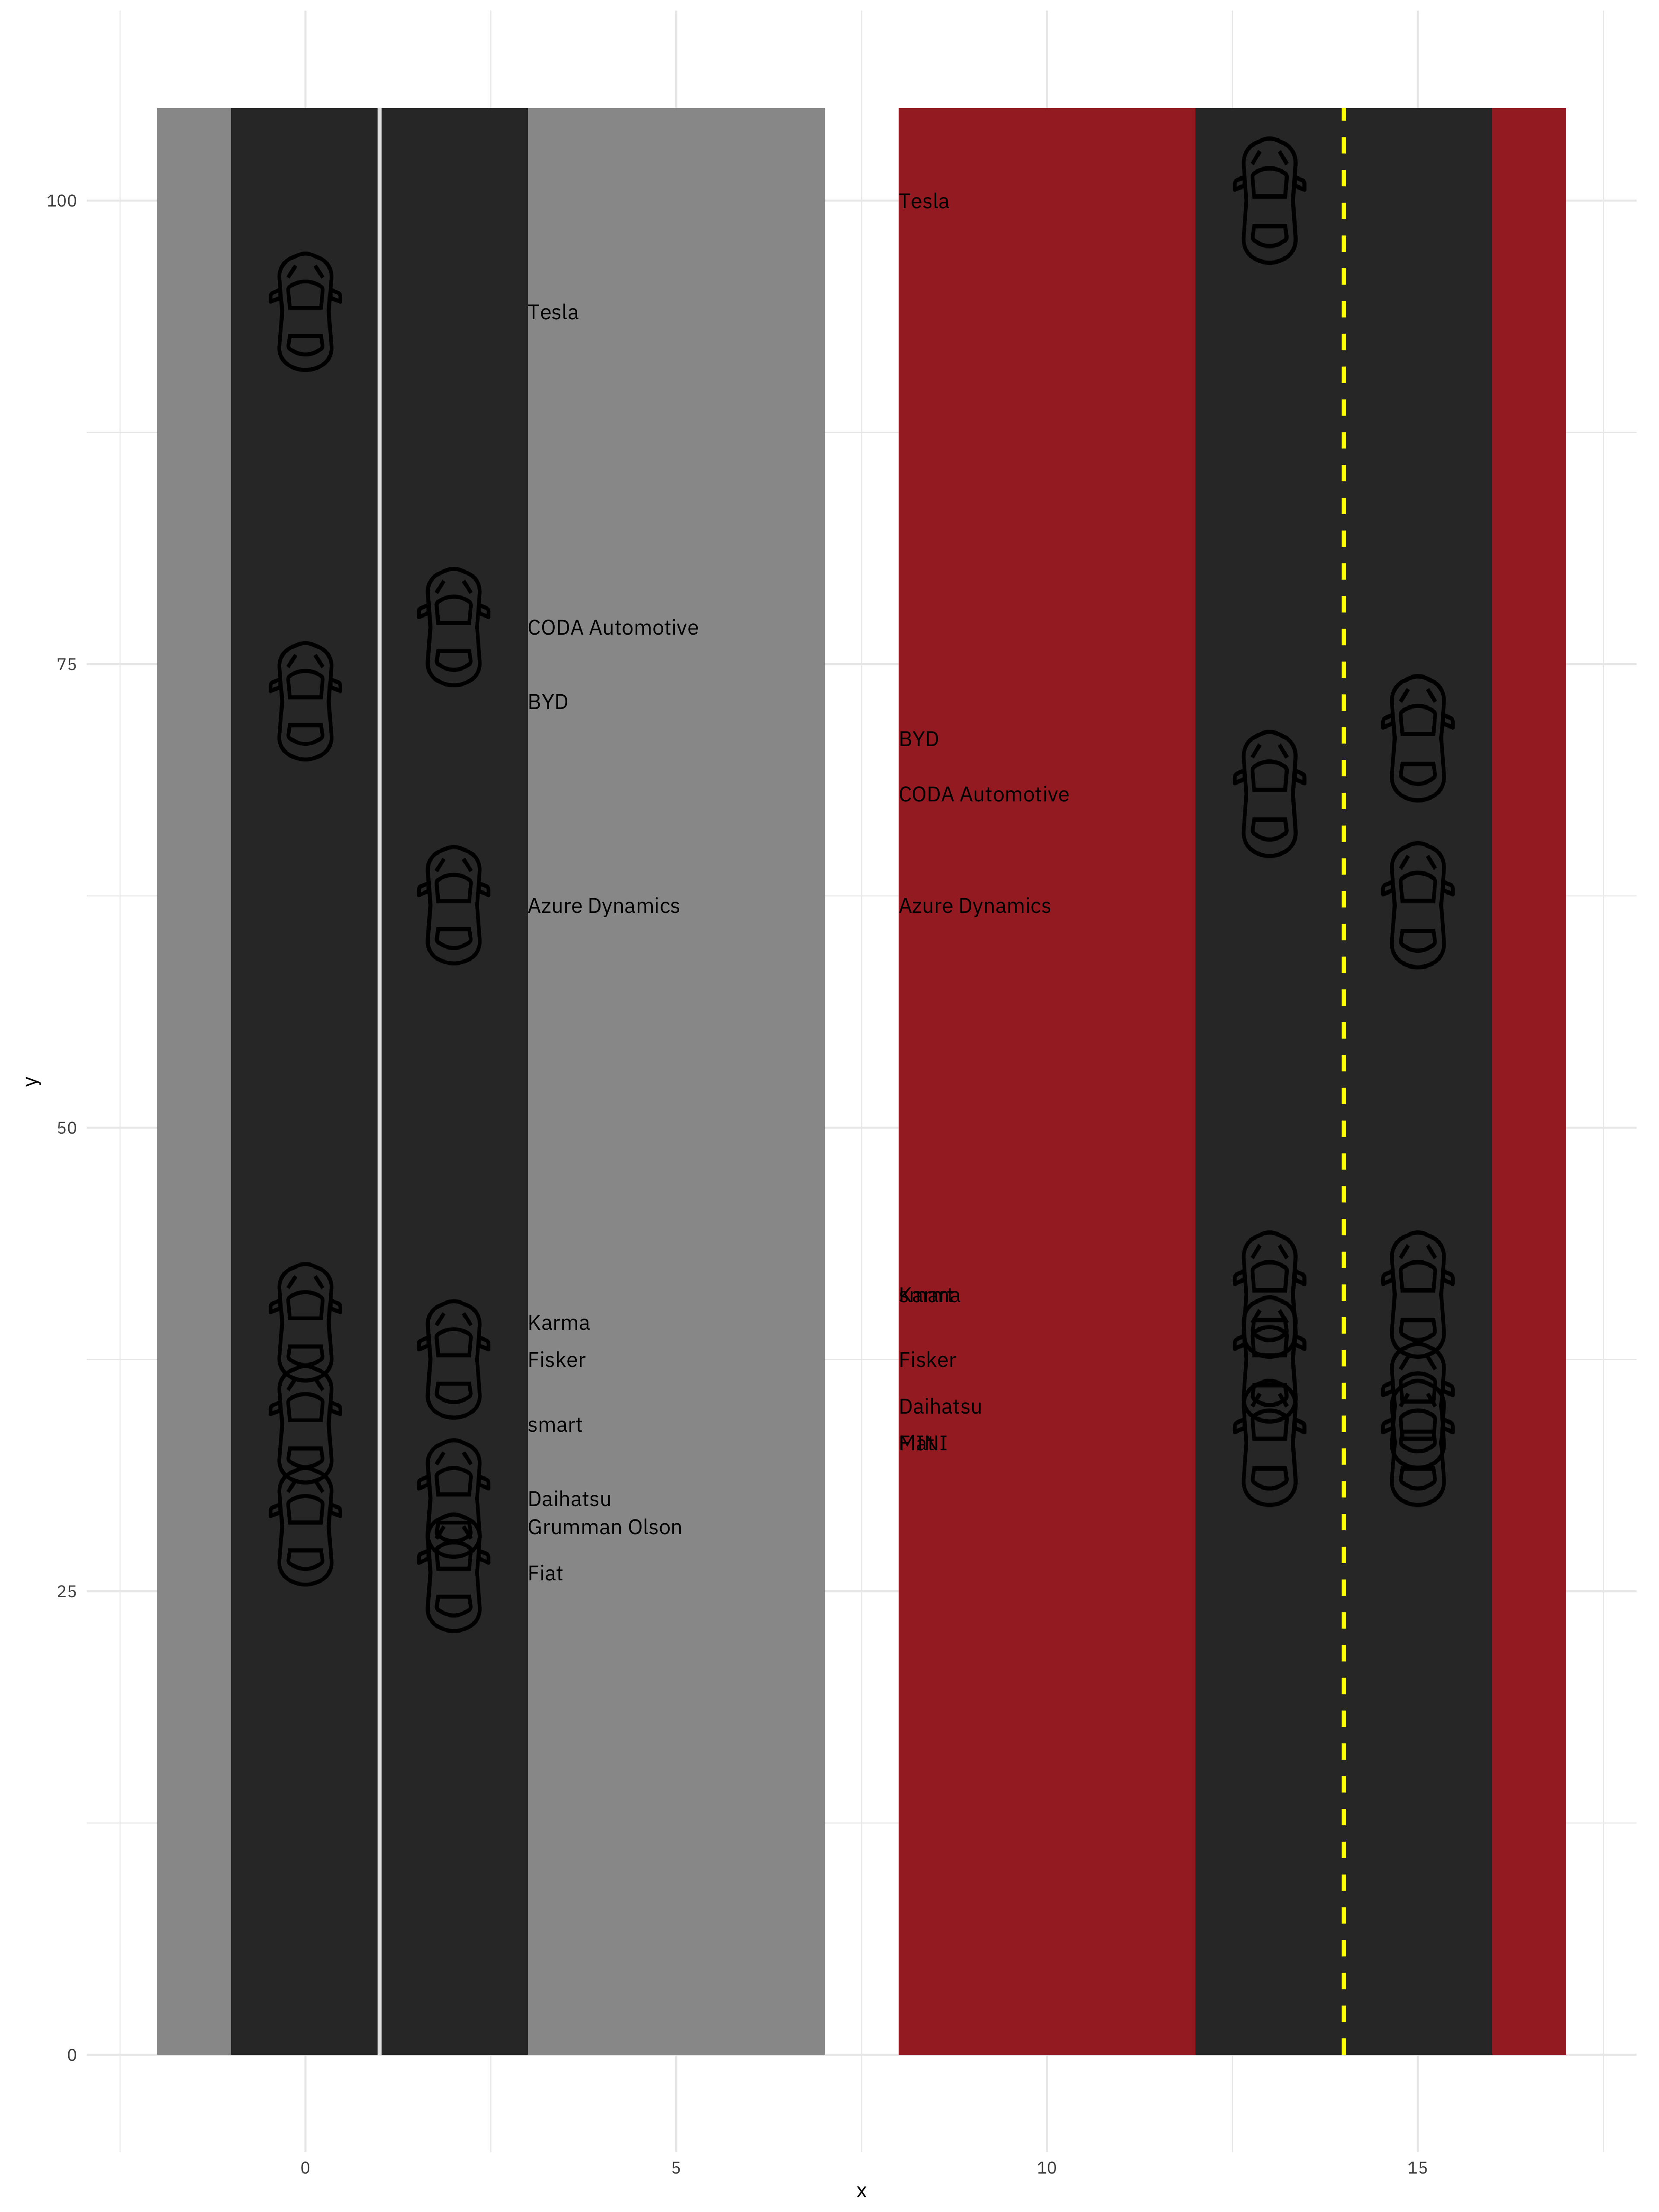 100
75
50
25
0
y
Tesla
CODA Automotive
BYD
Azure Dynamics
Karma
Fisker
smart
Daihatsu
Grumman Olson
Fiat
Tesla
BYD
CODA Automotive
Azure Dynamics
Karma
smart
Fisker
Daihatsu
Fiat
MINI
0
5
10
15
x